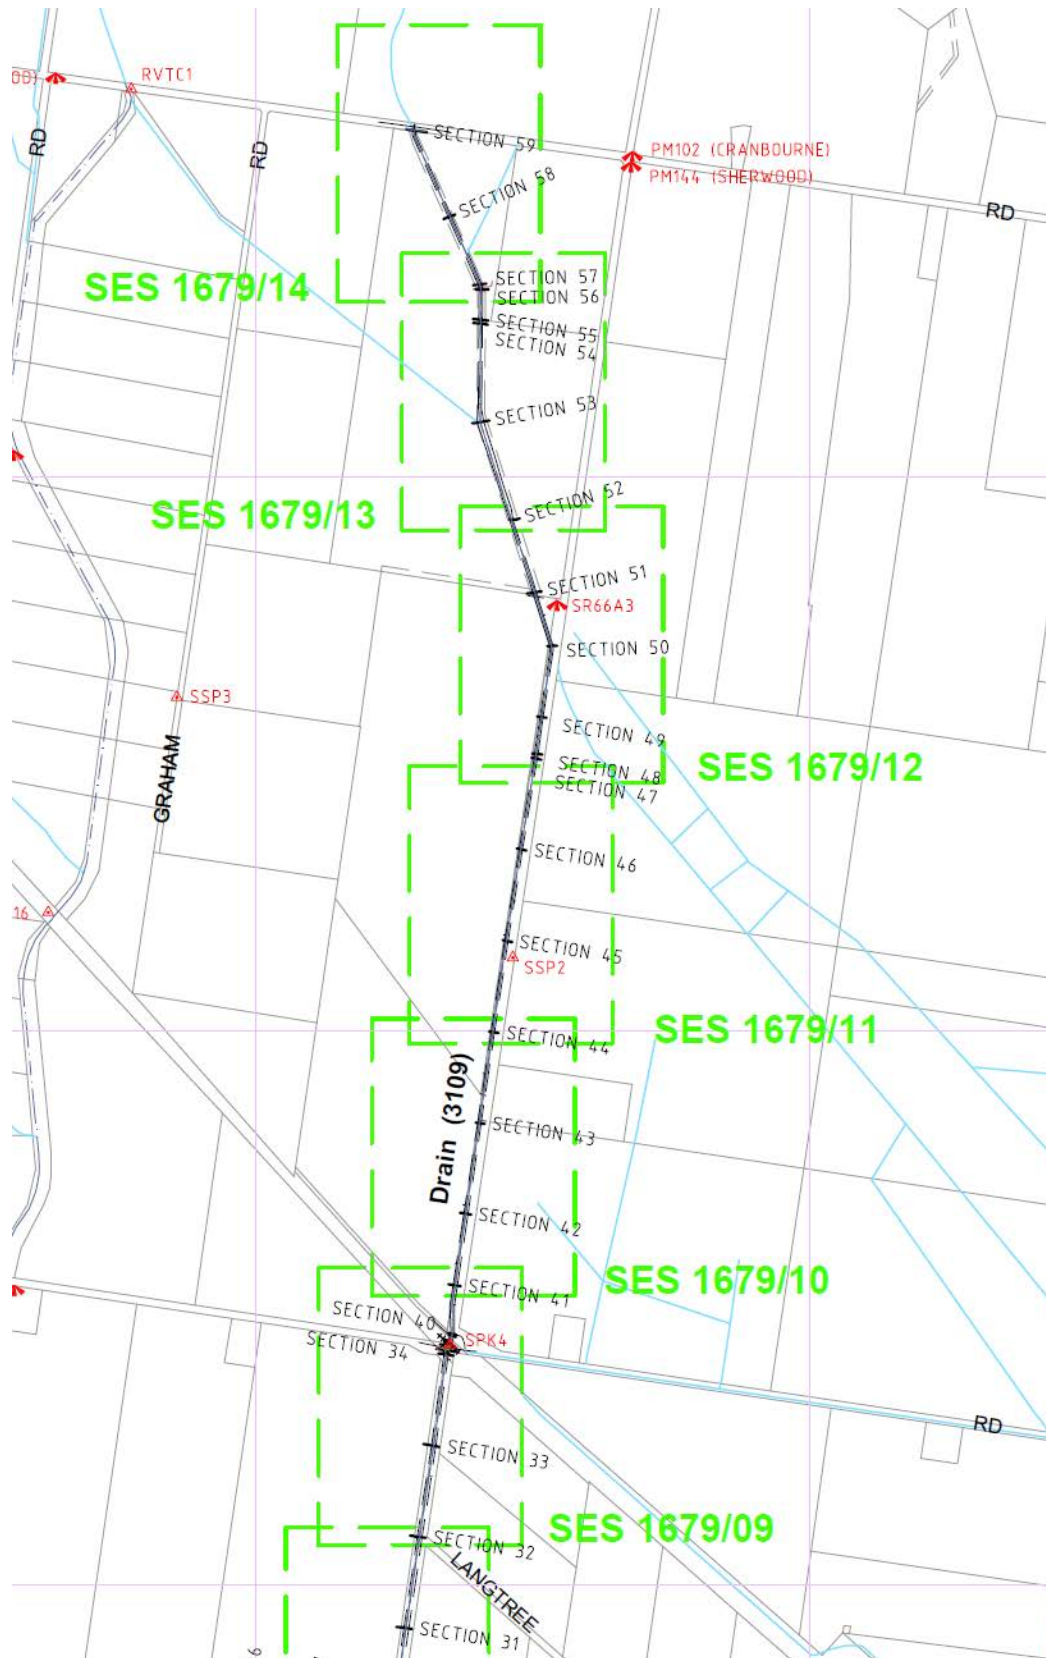 RVTC1
RD
RD
SECTION 59
PM102 (CRANBOURNE)
PM144 (SHERWOOD)
SECTION 58
RD
SES 1679/14
SECTION 57
SECTION 56
SECTION 55
SECTION 54
SECTION 53
SES 1679/13
SECTION 52
SECTION 51
SR66A3
SECTION 50
SSP3
SECTION 49
GRAHAM
SES 1679/12
SECTION 48
SECTION 47
SECTION 46
16
SECTION 45
SSP2
SES 1679/11
SECTION 44
Drain (3109)
SECTION 43
SECTION 42
SES 1679/10
SECTION 41
SECTION 40
SPK4
SECTION 34
RD
SECTION 33
SES 1679/09
SECTION 32
LANGTREE
SECTION 31